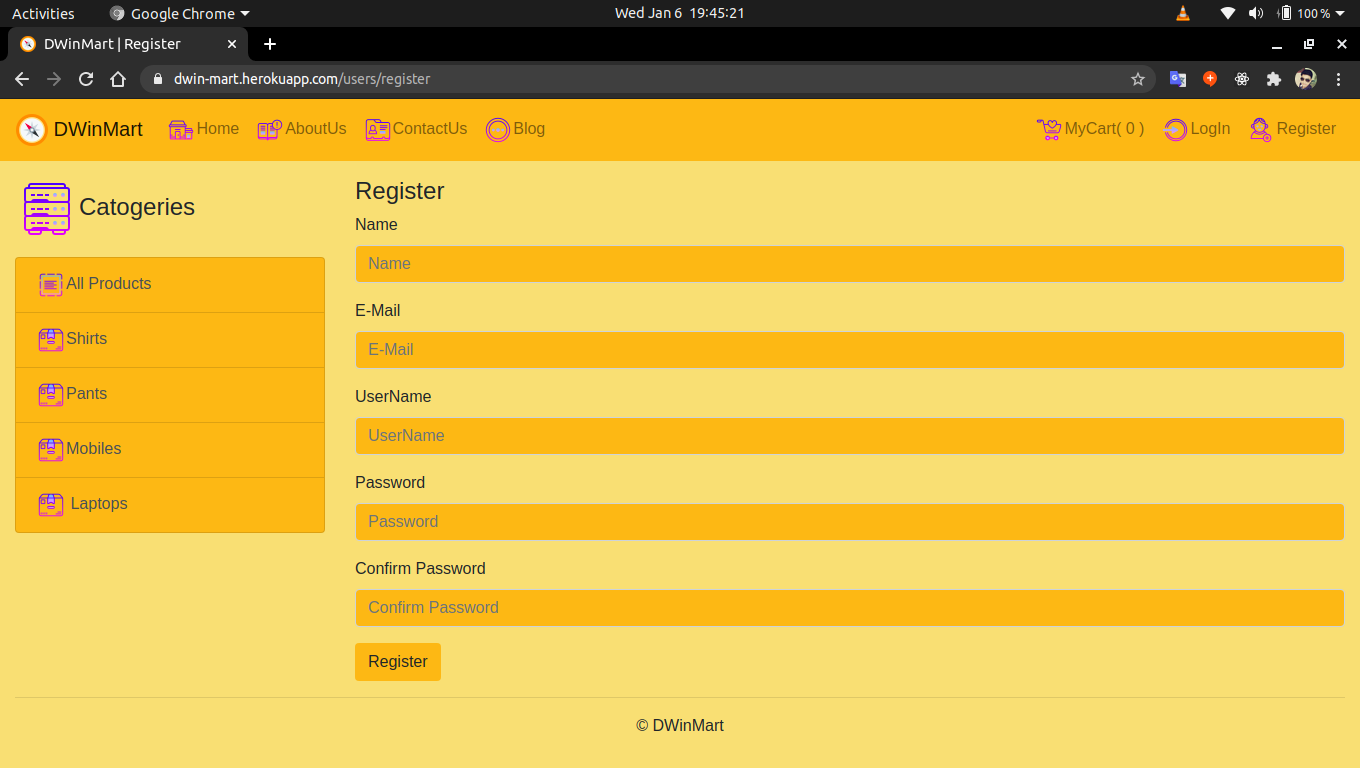 Activities Google Chrome Wed Jan 6 19:45:21 100 %
DWinMart | Register
dwin-mart.herokuapp.com/users/register
DWinMart Home AboutUs ContactUs Blog MyCart( 0 ) LogIn Register
Catogeries
All Products
Shirts
Pants
Mobiles
Laptops
Register
Name
Name
E-Mail
E-Mail
UserName
UserName
Password
Password
Confirm Password
Confirm Password
Register
© DWinMart